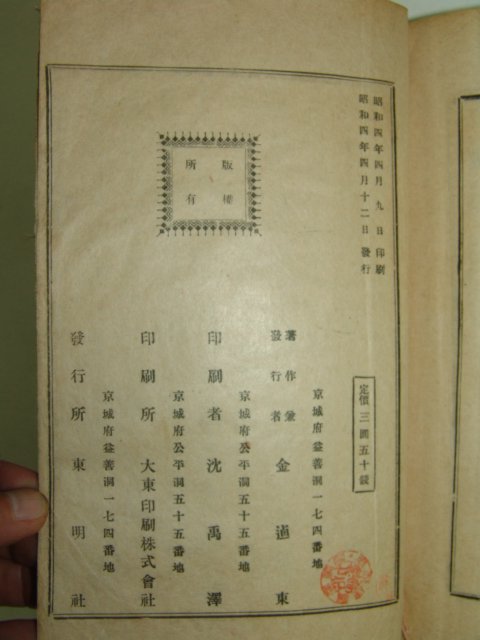 昭和四年四月九日印刷
昭和四年四月十二日發行
定價三圓五十錢
版權
所有
京城府益善洞一七四番地
著作兼
發行者 金逌東
京城府公平洞五十五番地
印刷者 沈禹澤
京城府公平洞五十五番地
印刷所 大東印刷株式會社
京城府益善洞一七四番地
發行所 東明社